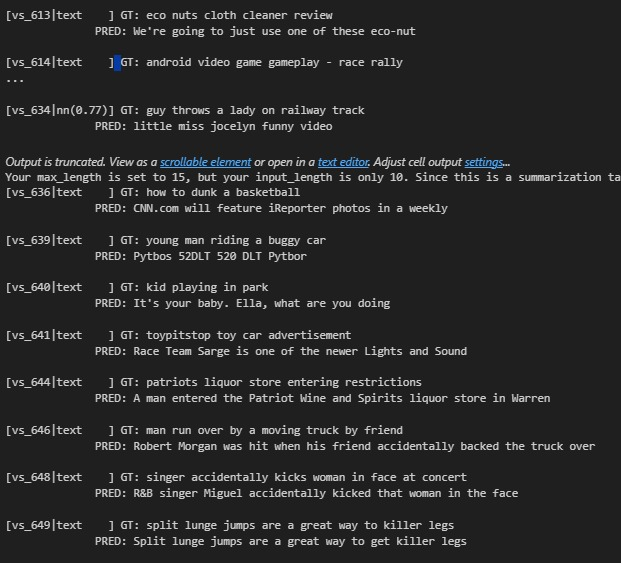 [vs_613|text    ] GT: eco nuts cloth cleaner review
PRED: We're going to just use one of these eco-nut
[vs_614|text    ] GT: android video game gameplay - race rally
...
[vs_634|nn(0.77)] GT: guy throws a lady on railway track
PRED: little miss jocelyn funny video
Output is truncated. View as a scrollable element or open in a text editor. Adjust cell output settings...
Your max_length is set to 15, but your input_length is only 10. Since this is a summarization ta
[vs_636|text    ] GT: how to dunk a basketball
PRED: CNN.com will feature iReporter photos in a weekly
[vs_639|text    ] GT: young man riding a buggy car
PRED: Pytbos 52DLT 520 DLT Pytbor
[vs_640|text    ] GT: kid playing in park
PRED: It's your baby. Ella, what are you doing
[vs_641|text    ] GT: toypitstop toy car advertisement
PRED: Race Team Sarge is one of the newer Lights and Sound
[vs_644|text    ] GT: patriots liquor store entering restrictions
PRED: A man entered the Patriot Wine and Spirits liquor store in Warren
[vs_646|text    ] GT: man run over by a moving truck by friend
PRED: Robert Morgan was hit when his friend accidentally backed the truck over
[vs_648|text    ] GT: singer accidentally kicks woman in face at concert
PRED: R&B singer Miguel accidentally kicked that woman in the face
[vs_649|text    ] GT: split lunge jumps are a great way to killer legs
PRED: Split lunge jumps are a great way to get killer legs